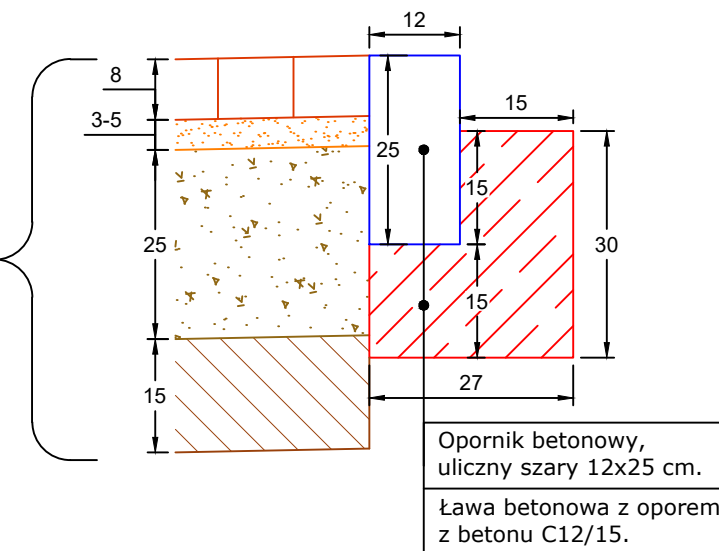 12
8
15
3-5
25
15
25
30
15
15
27
Opornik betonowy,
uliczny szary 12x25 cm.
Ława betonowa z oporem
z betonu C12/15.